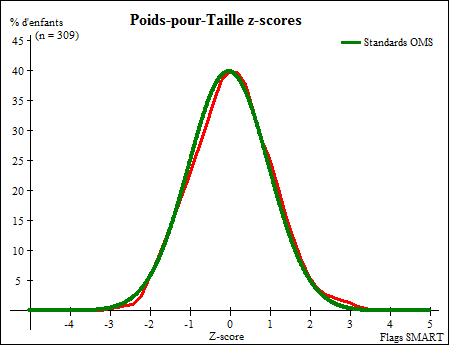 Poids-pour-Taille z-scores
% d'enfants
(n = 309)
Standards OMS
45
40
35
30
25
20
15
10
5
-4 -3 -2 -1 0 1 2 3 4 5
Z-score
Flags SMART